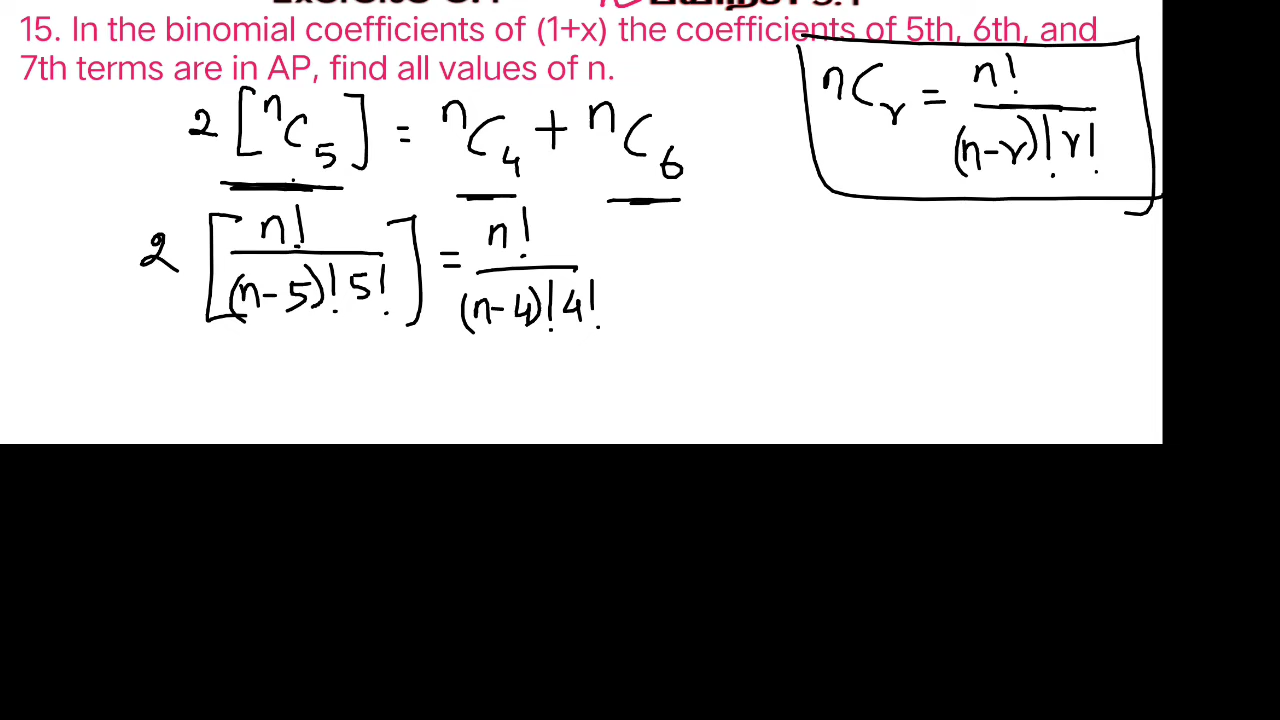 15. In the binomial coefficients of (1+x) the coefficients of 5th, 6th, and
7th terms are in AP, find all values of n.
2 [ⁿC₅] = ⁿC₄ + ⁿC₆
nCr = n! / (n-r)! r!
2 [n! / (n-5)! 5!] = n! / (n-4)! 4!